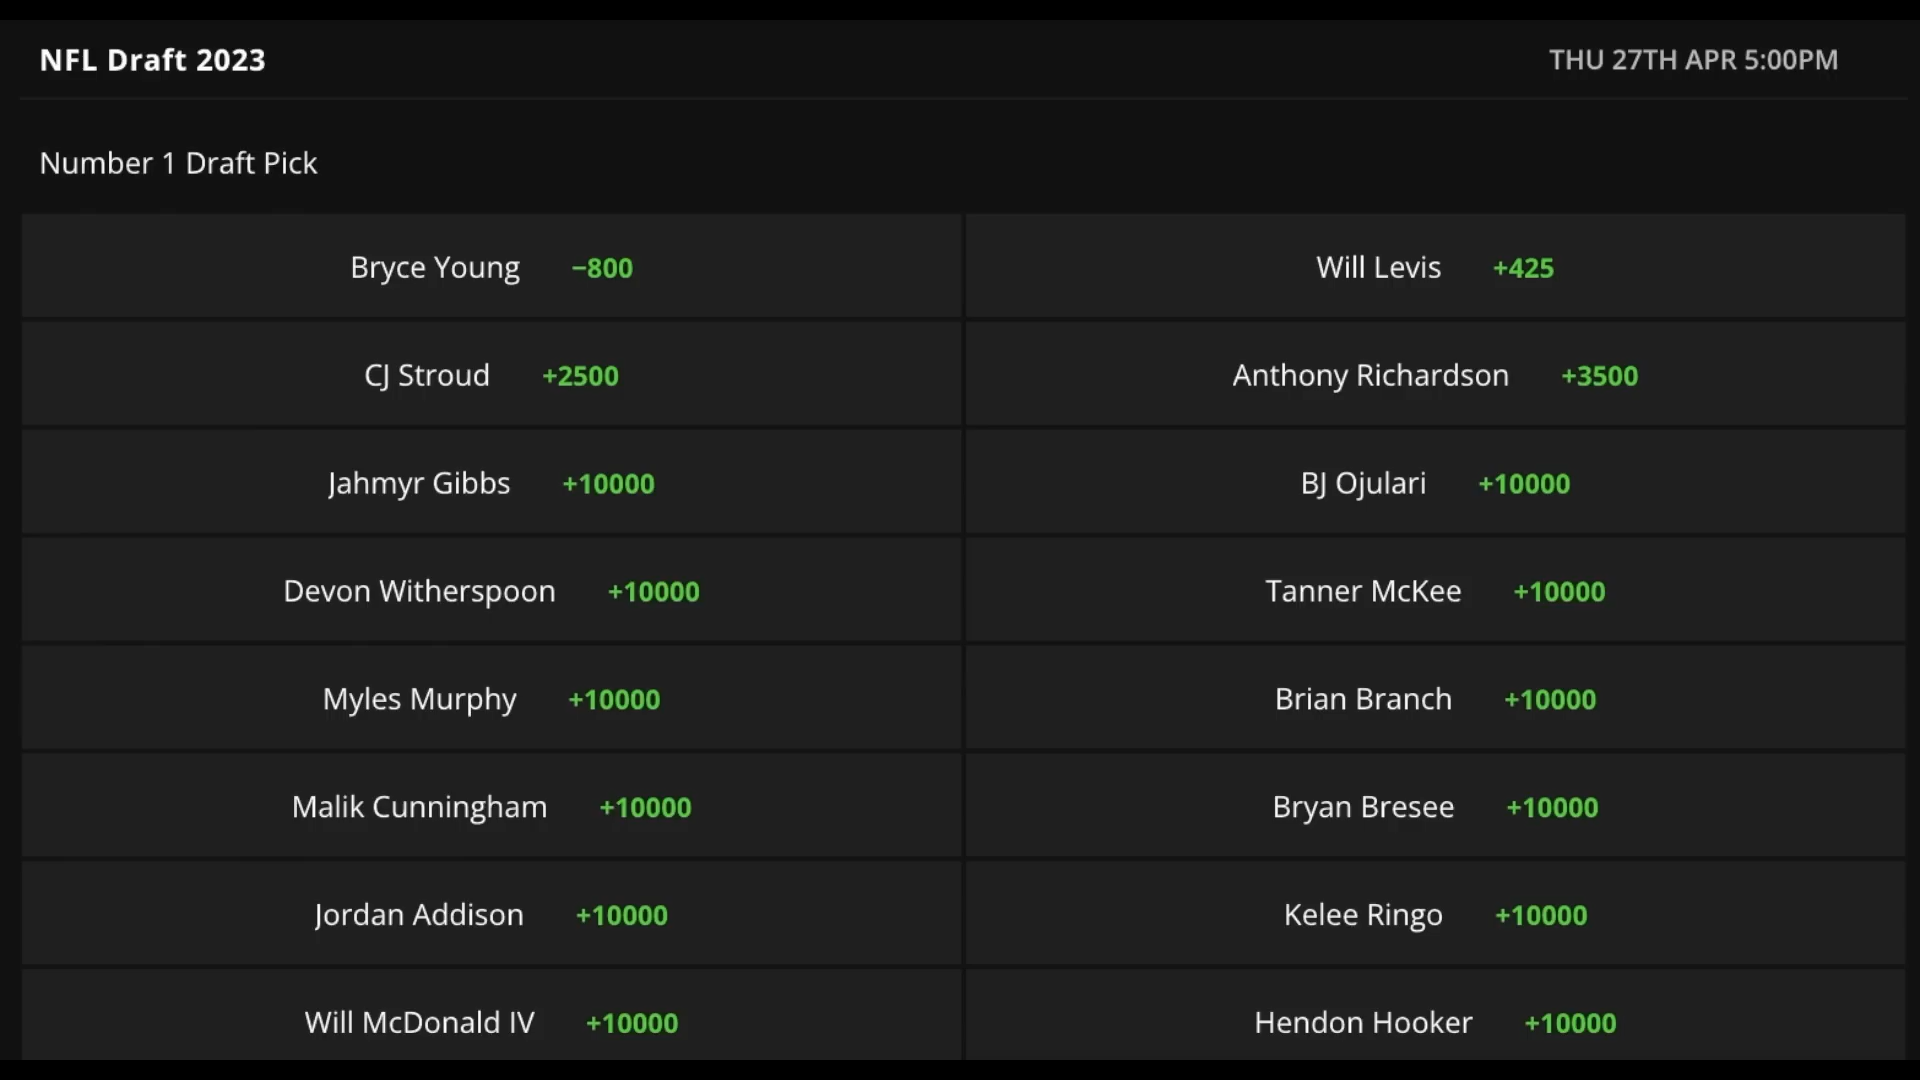 NFL Draft 2023 THU 27TH APR 5:00PM
Number 1 Draft Pick
Bryce Young −800 Will Levis +425
CJ Stroud +2500 Anthony Richardson +3500
Jahmyr Gibbs +10000 BJ Ojulari +10000
Devon Witherspoon +10000 Tanner McKee +10000
Myles Murphy +10000 Brian Branch +10000
Malik Cunningham +10000 Bryan Bresee +10000
Jordan Addison +10000 Kelee Ringo +10000
Will McDonald IV +10000 Hendon Hooker +10000